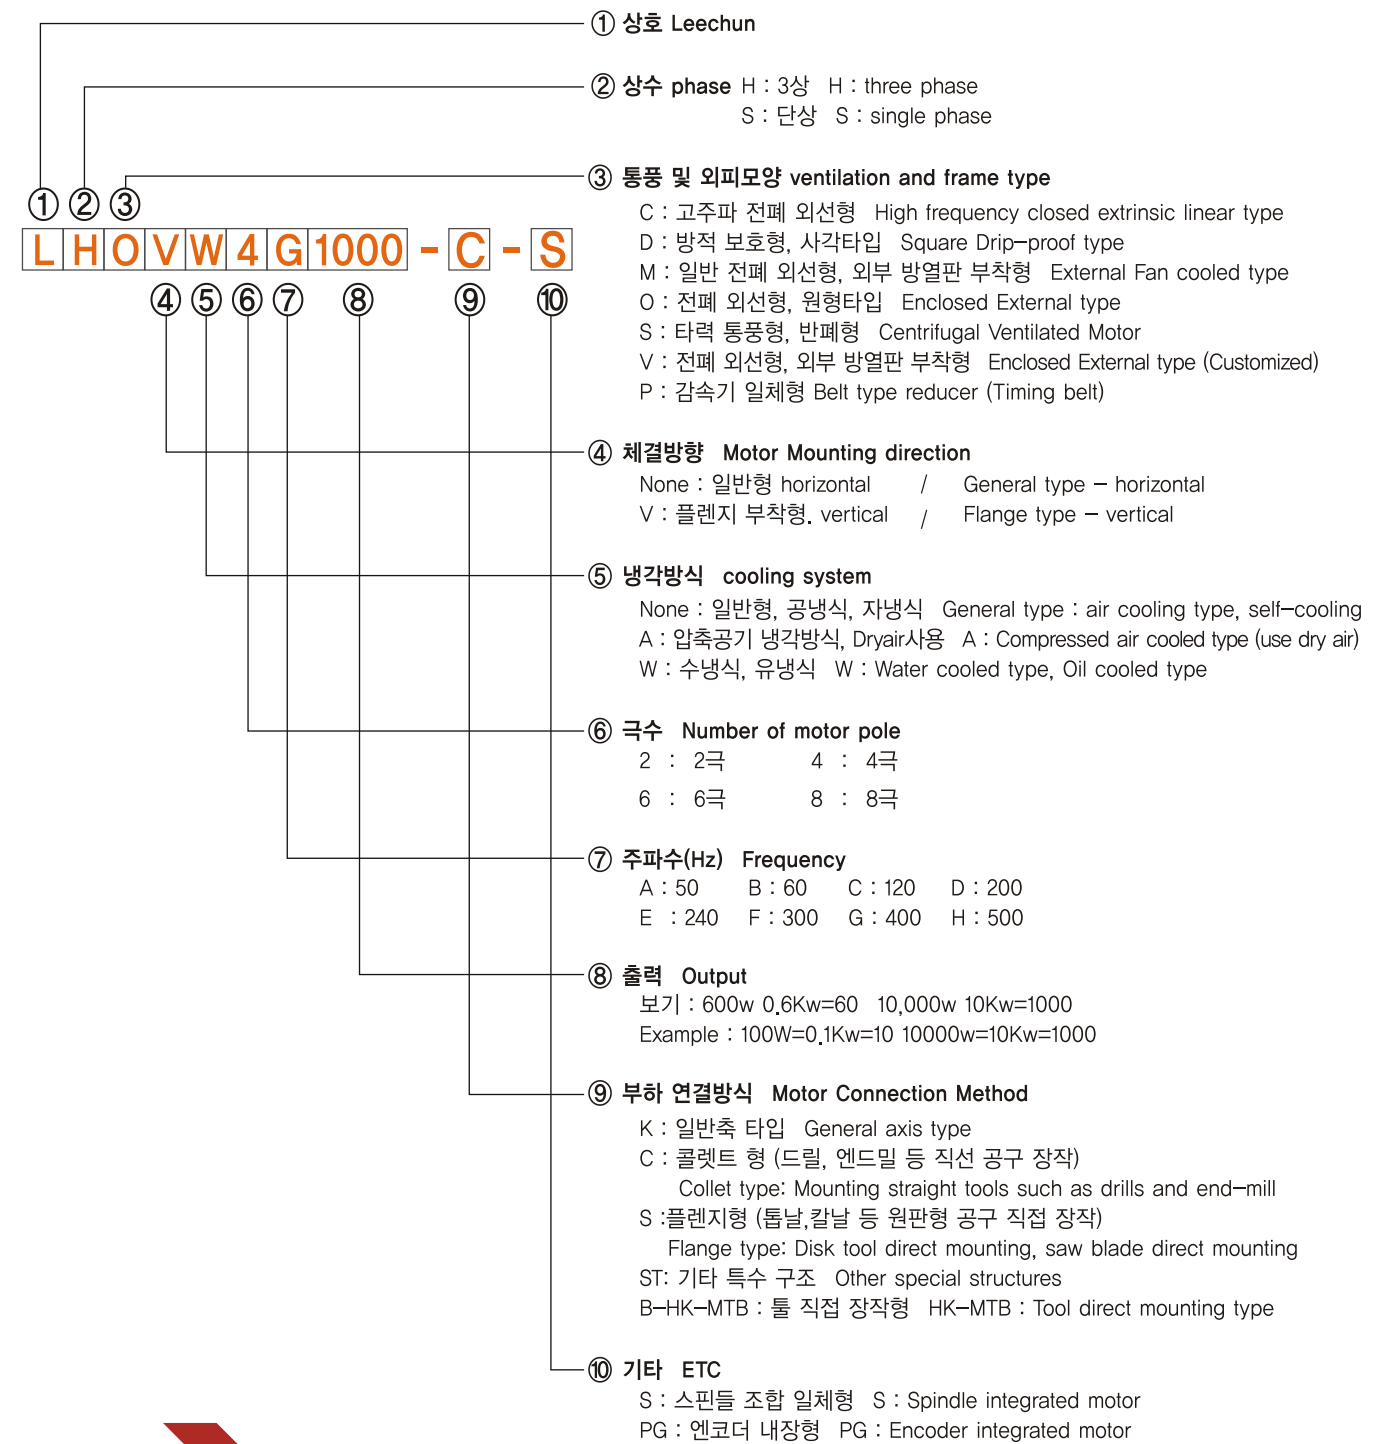 ① 상호 Leechun
② 상수 phase H : 3상 H : three phase
S : 단상 S : single phase
③ 통풍 및 외피모양 ventilation and frame type
① ② ③
C : 고주파 전폐 외선형 High frequency closed extrinsic linear type
D : 방적 보호형, 사각타입 Square Drip-proof type
L H O V W 4 G 1000 - C - S
M : 일반 전폐 외선형, 외부 방열판 부착형 External Fan cooled type
④ ⑤ ⑥ ⑦ ⑧ ⑨ ⑩
O : 전폐 외선형, 원형타입 Enclosed External type
S : 타력 통풍형, 반폐형 Centrifugal Ventilated Motor
V : 전폐 외선형, 외부 방열판 부착형 Enclosed External type (Customized)
P : 감속기 일체형 Belt type reducer (Timing belt)
④ 체결방향 Motor Mounting direction
None : 일반형 horizontal / General type - horizontal
V : 플렌지 부착형. vertical / Flange type - vertical
⑤ 냉각방식 cooling system
None : 일반형, 공냉식, 자냉식 General type : air cooling type, self-cooling
A : 압축공기 냉각방식, Dryair사용 A : Compressed air cooled type (use dry air)
W : 수냉식, 유냉식 W : Water cooled type, Oil cooled type
⑥ 극수 Number of motor pole
2 : 2극 4 : 4극
6 : 6극 8 : 8극
⑦ 주파수(Hz) Frequency
A : 50 B : 60 C : 120 D : 200
E : 240 F : 300 G : 400 H : 500
⑧ 출력 Output
보기 : 600w 0.6Kw=60 10,000w 10Kw=1000
Example : 100W=0.1Kw=10 10000w=10Kw=1000
⑨ 부하 연결방식 Motor Connection Method
K : 일반축 타입 General axis type
C : 콜렛트 형 (드릴, 엔드밀 등 직선 공구 장작)
Collet type: Mounting straight tools such as drills and end-mill
S :플렌지형 (톱날,칼날 등 원판형 공구 직접 장작)
Flange type: Disk tool direct mounting, saw blade direct mounting
ST: 기타 특수 구조 Other special structures
B-HK-MTB : 툴 직접 장작형 HK-MTB : Tool direct mounting type
⑩ 기타 ETC
S : 스핀들 조합 일체형 S : Spindle integrated motor
PG : 엔코더 내장형 PG : Encoder integrated motor